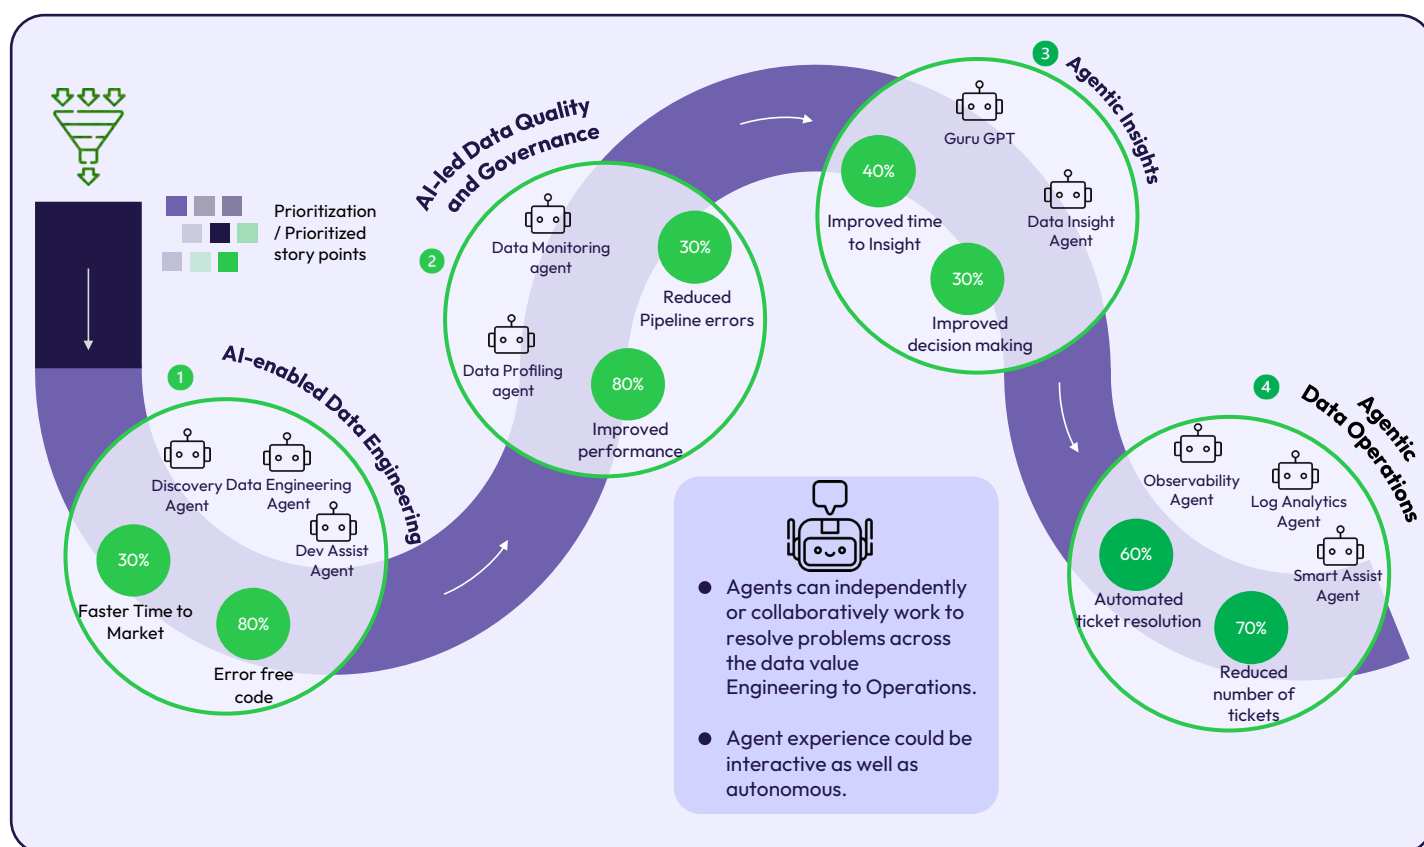 Prioritization
/ Prioritized
story points
1
AI-enabled Data Engineering
Discovery
Agent
Data Engineering
Agent
Dev Assist
Agent
30%
Faster Time to
Market
80%
Error free
code
2
AI-led Data Quality
and Governance
Data Monitoring
agent
Data Profiling
agent
30%
Reduced
Pipeline errors
80%
Improved
performance
3
Agentic Insights
Guru GPT
Data Insight
Agent
40%
Improved time
to Insight
30%
Improved
decision making
4
Agentic
Data Operations
Observability
Agent
Log Analytics
Agent
Smart Assist
Agent
60%
Automated
ticket resolution
70%
Reduced
number of
tickets
● Agents can independently
or collaboratively work to
resolve problems across
the data value
Engineering to Operations.
● Agent experience could be
interactive as well as
autonomous.